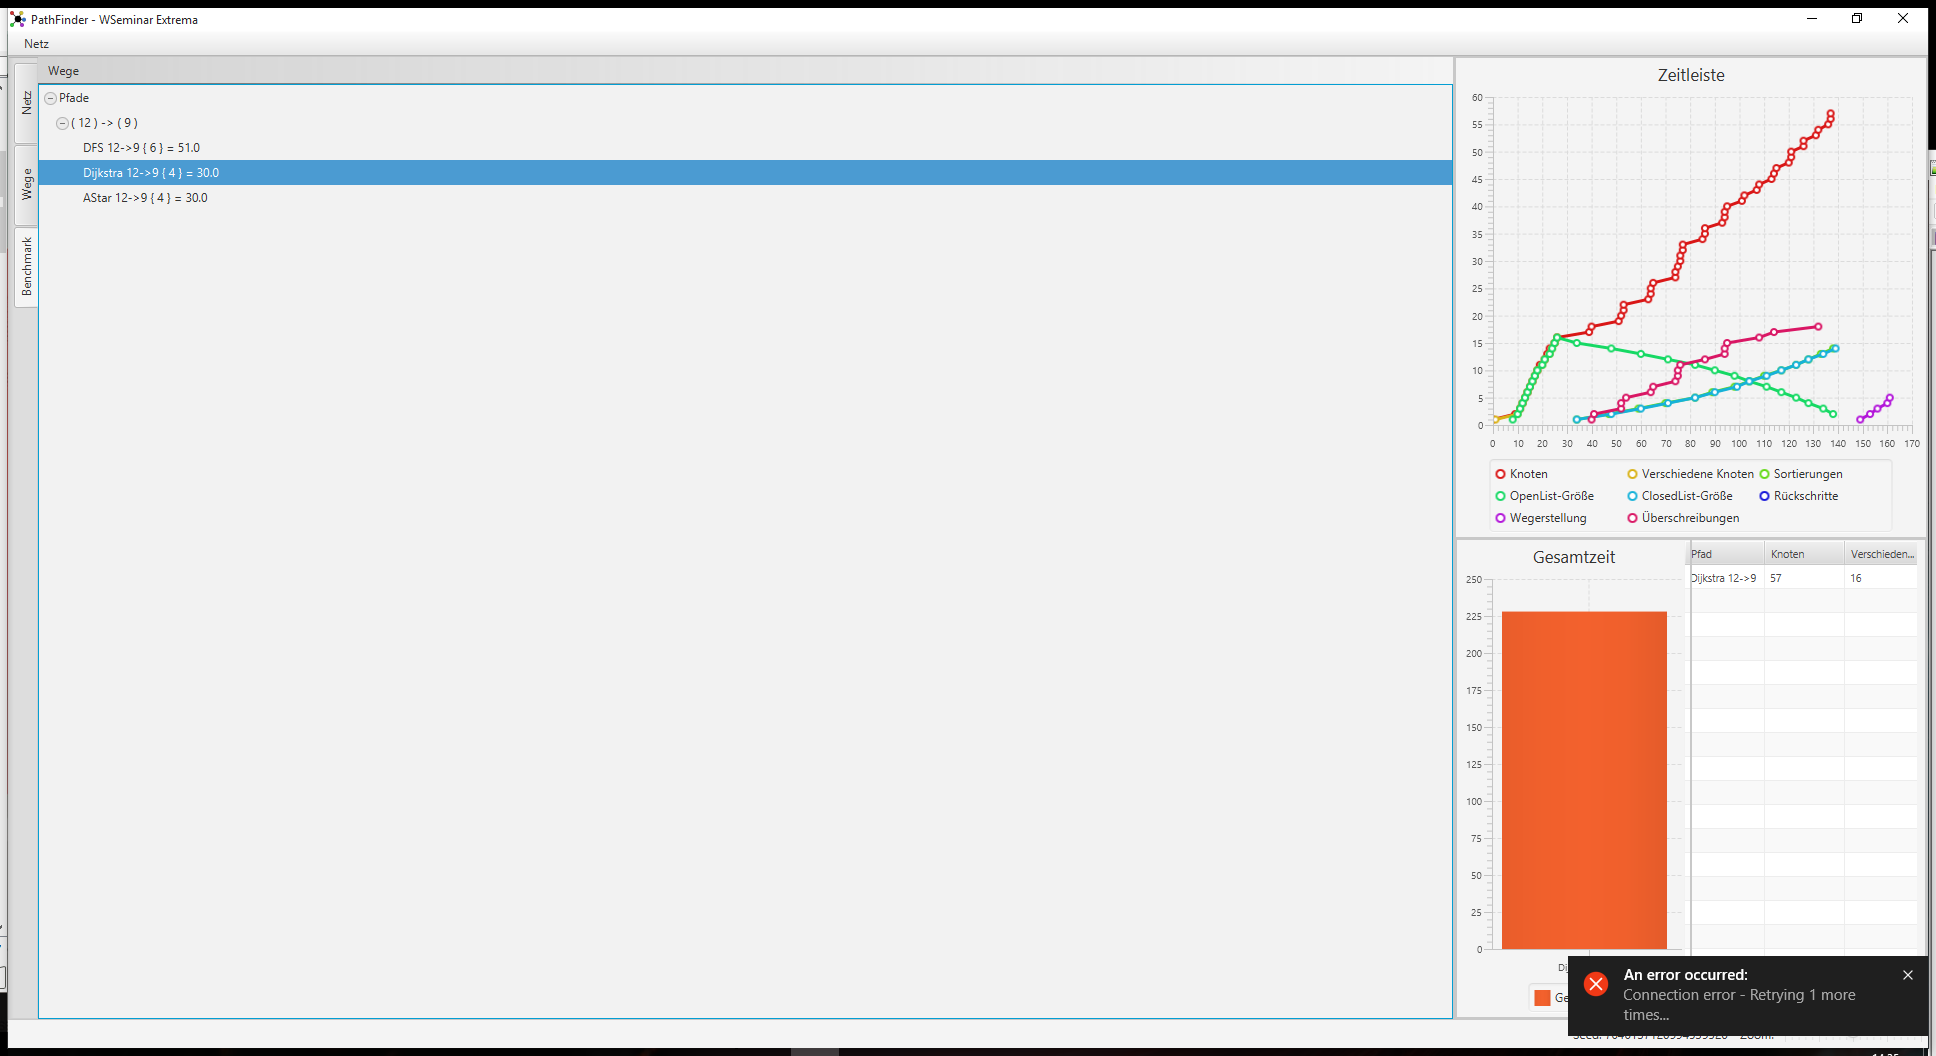 PathFinder - WSeminar Extrema
Netz
Netz
Wege
Benchmark
Wege
Pfade
( 12 ) -> ( 9 )
DFS 12->9 { 6 } = 51.0
Dijkstra 12->9 { 4 } = 30.0
AStar 12->9 { 4 } = 30.0
Zeitleiste
60
55
50
45
40
35
30
25
20
15
10
5
0
0 10 20 30 40 50 60 70 80 90 100 110 120 130 140 150 160 170
Knoten Verschiedene Knoten Sortierungen
OpenList-Größe ClosedList-Größe Rückschritte
Wegerstellung Überschreibungen
Gesamtzeit
250
225
200
175
150
125
100
75
50
25
0
Pfad Knoten Verschieden...
Dijkstra 12->9 57 16
An error occurred:
Connection error - Retrying 1 more
times...